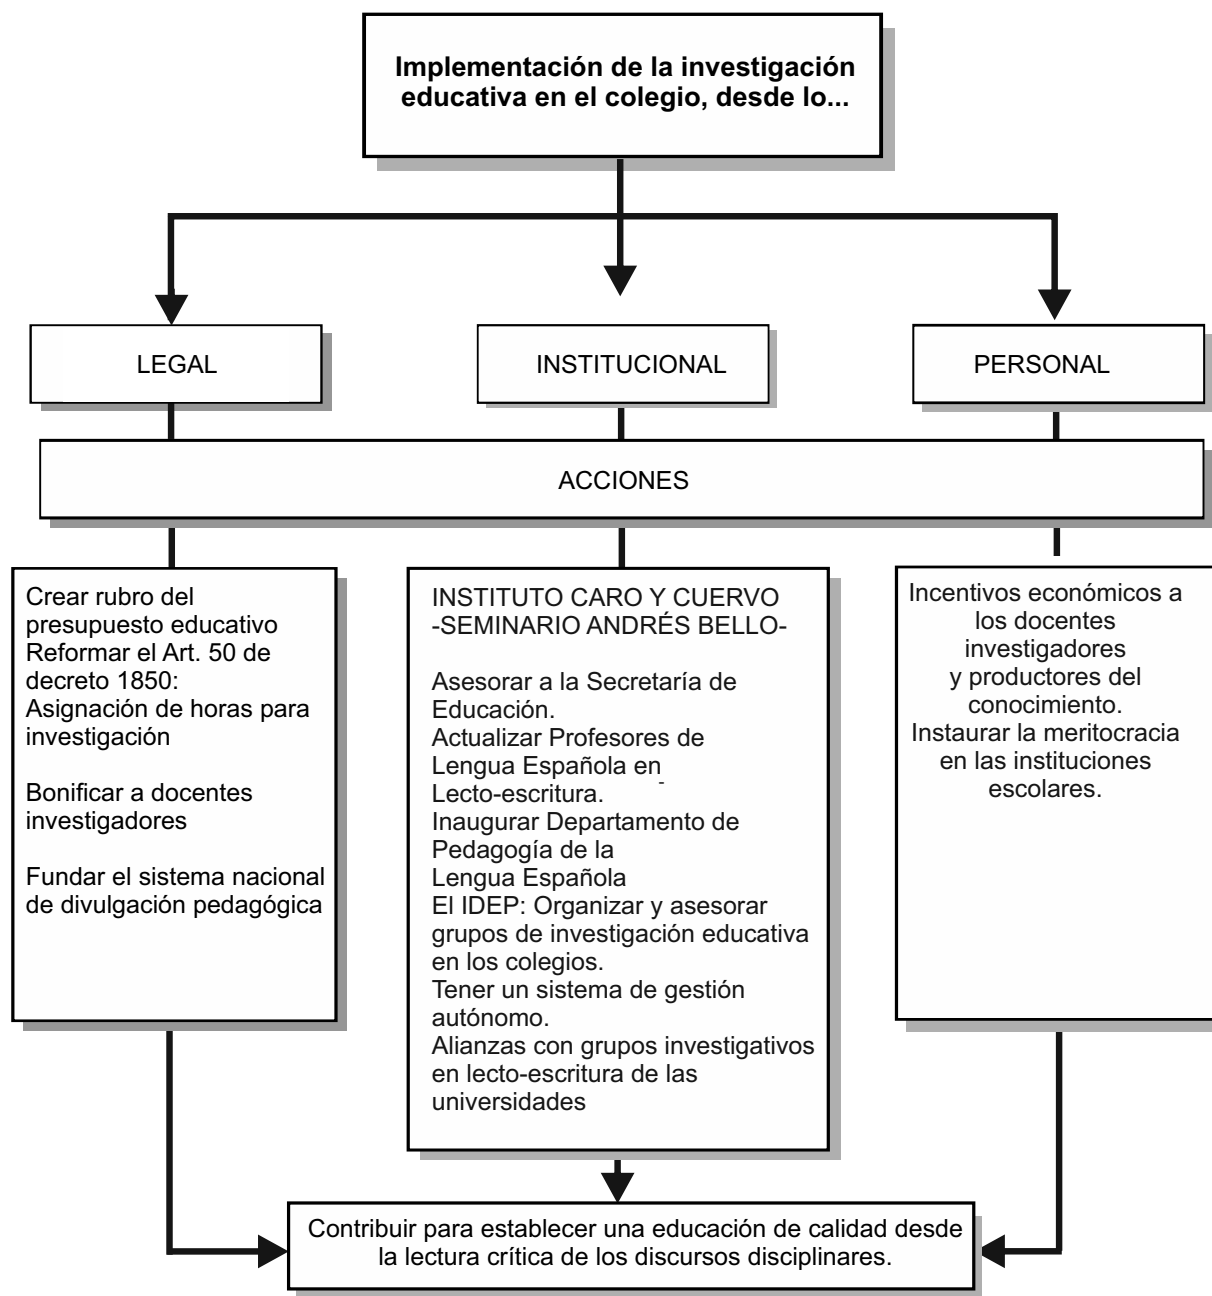 Implementación de la investigación
educativa en el colegio, desde lo...
LEGAL
INSTITUCIONAL
PERSONAL
ACCIONES
Crear rubro del
presupuesto educativo
Reformar el Art. 50 de
decreto 1850:
Asignación de horas para
investigación
Bonificar a docentes
investigadores
Fundar el sistema nacional
de divulgación pedagógica
INSTITUTO CARO Y CUERVO
-SEMINARIO ANDRÉS BELLO-
Asesorar a la Secretaría de
Educación.
Actualizar Profesores de
Lengua Española en
Lecto-escritura.
Inaugurar Departamento de
Pedagogía de la
Lengua Española
El IDEP: Organizar y asesorar
grupos de investigación educativa
en los colegios.
Tener un sistema de gestión
autónomo.
Alianzas con grupos investigativos
en lecto-escritura de las
universidades
Incentivos económicos a
los docentes
investigadores
y productores del
conocimiento.
Instaurar la meritocracia
en las instituciones
escolares.
Contribuir para establecer una educación de calidad desde
la lectura crítica de los discursos disciplinares.